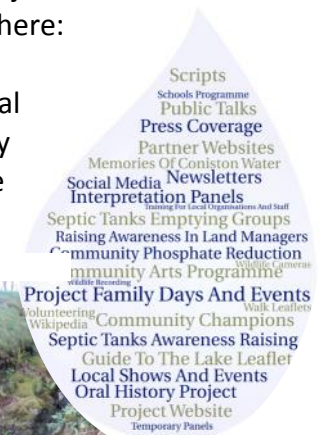 here:
al
y
e
Scripts
Schools Programme
Public Talks
Press Coverage
Partner Websites
Memories Of Coniston Water
Social Media Newsletters
Interpretation Panels
Training For Local Organisations And Staff
Septic Tanks Emptying Groups
Raising Awareness In Land Managers
Community Phosphate Reduction
Wildlife Cameras
mmunity Arts Programme
Wildlife Recording
Project Family Days And Events
Volunteering Walk Leaflets
Wikipedia Community Champions
Septic Tanks Awareness Raising
Guide To The Lake Leaflet
Local Shows And Events
Oral History Project
Project Website
Temporary Panels